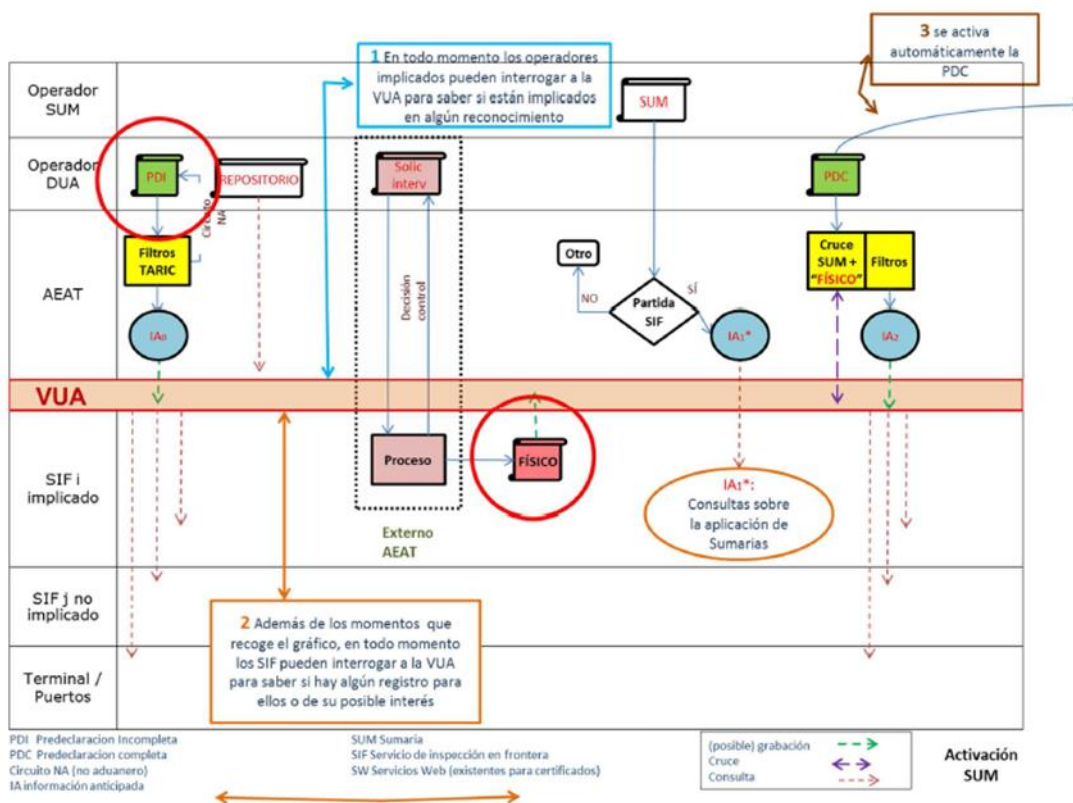 3 se activa
automáticamente la
PDC
1 En todo momento los operadores
implicados pueden interrogar a la
VUA para saber si están implicados
en algún reconocimiento
Operador
SUM
SUM
Operador
DUA
PDI
REPOSITORIO
Solic
interv
PDC
Circuito
NA
AEAT
Filtros
TARIC
IA0
Decisión
control
Otro
NO
Partida
SIF
SÍ
IA1*
Cruce
SUM +
“FÍSICO”
Filtros
IA2
VUA
SIF i
implicado
Proceso
FÍSICO
Externo
AEAT
IA1*:
Consultas sobre
la aplicación de
Sumarias
SIF j no
implicado
Terminal /
Puertos
2 Además de los momentos que
recoge el gráfico, en todo momento
los SIF pueden interrogar a la VUA
para saber si hay algún registro para
ellos o de su posible interés
PDI Predeclaracion Incompleta
PDC Predeclaracion completa
Circuito NA (no aduanero)
IA información anticipada
SUM Sumaria
SIF Servicio de inspección en frontera
SW Servicios Web (existentes para certificados)
(posible) grabación
Cruce
Consulta
Activación
SUM